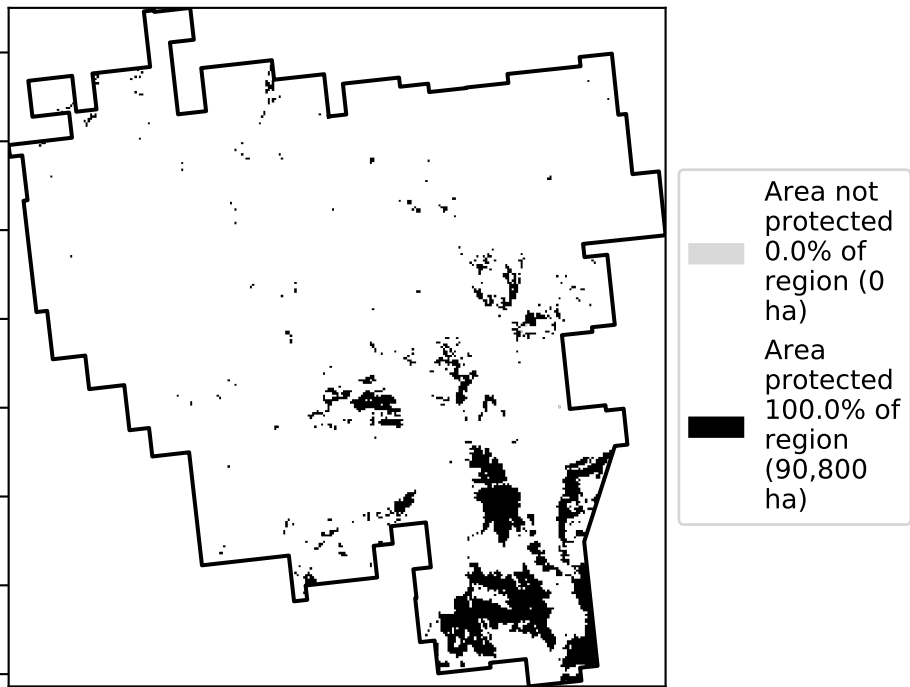 Area not
protected
0.0% of
region (0
ha)
Area
protected
100.0% of
region
(90,800
ha)